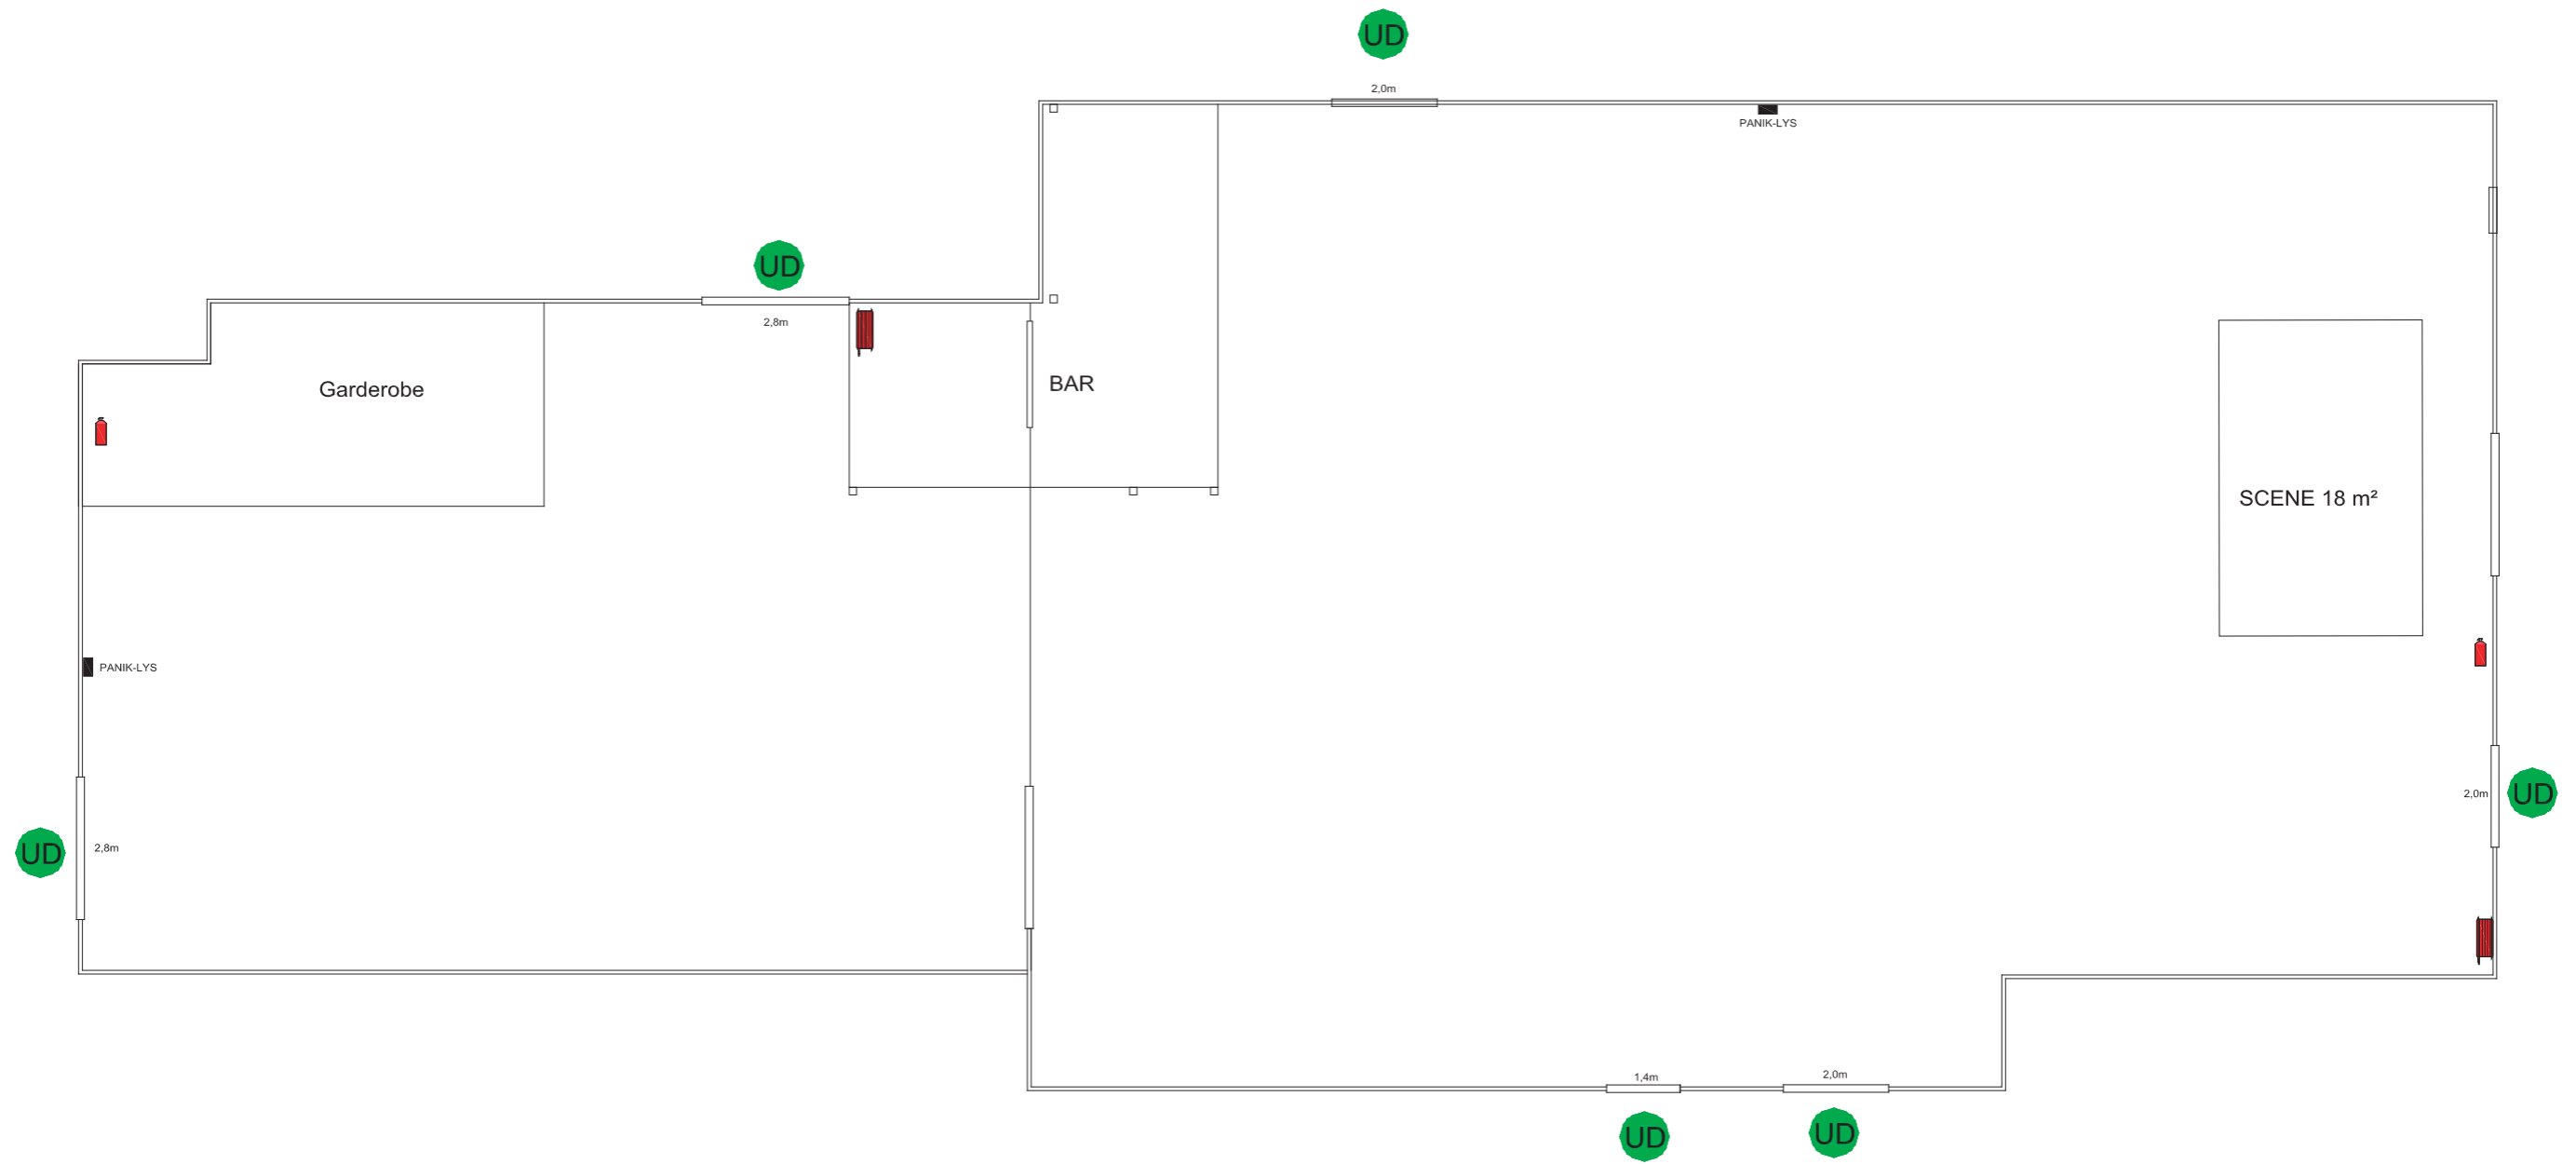 UD
2,0m
PANIK-LYS
UD
2,8m
Garderobe
BAR
SCENE 18 m²
PANIK-LYS
2,0m
UD
UD
2,8m
1,4m
2,0m
UD
UD